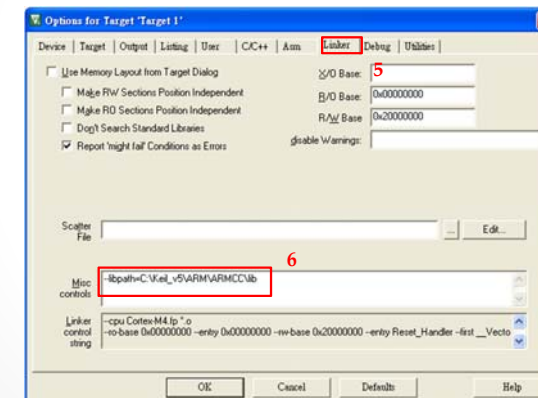 Options for Target 'Target 1'
Device Target Output Listing User C/C++ Asm Linker Debug Utilities
5
Use Memory Layout from Target Dialog
X/O Base:
Make RW Sections Position Independent
R/O Base: 0x00000000
Make RO Sections Position Independent
R/W Base 0x20000000
Don't Search Standard Libraries
Report 'might fail' Conditions as Errors
disable Warnings:
Scatter
File
... Edit...
6
Misc
controls
--libpath=C:\Keil_v5\ARM\ARMCC\lib
Linker
control
string
--cpu Cortex-M4.fp *.o
--ro-base 0x00000000 --entry 0x00000000 --rw-base 0x20000000 --entry Reset_Handler --first __Vecto
OK Cancel Defaults Help